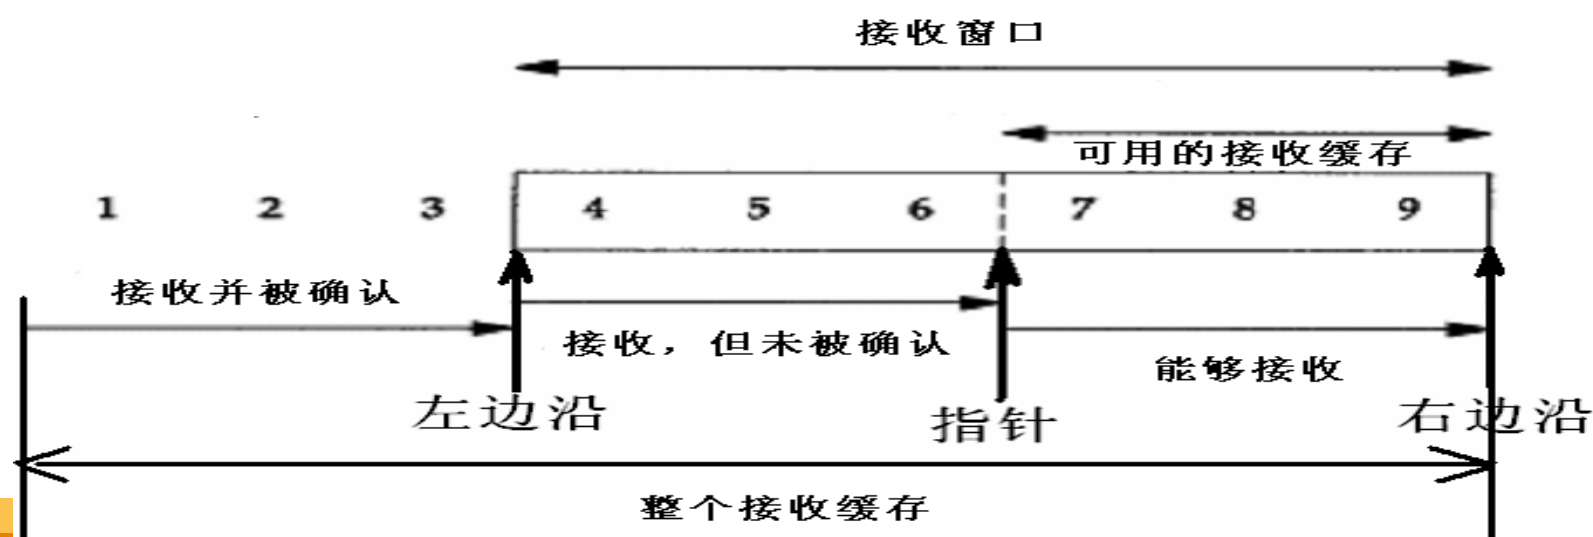 接收窗口
可用的接收缓存
1 2 3 4 5 6 7 8 9
接收并被确认
接收，但未被确认
能够接收
左边沿
指针
右边沿
整个接收缓存